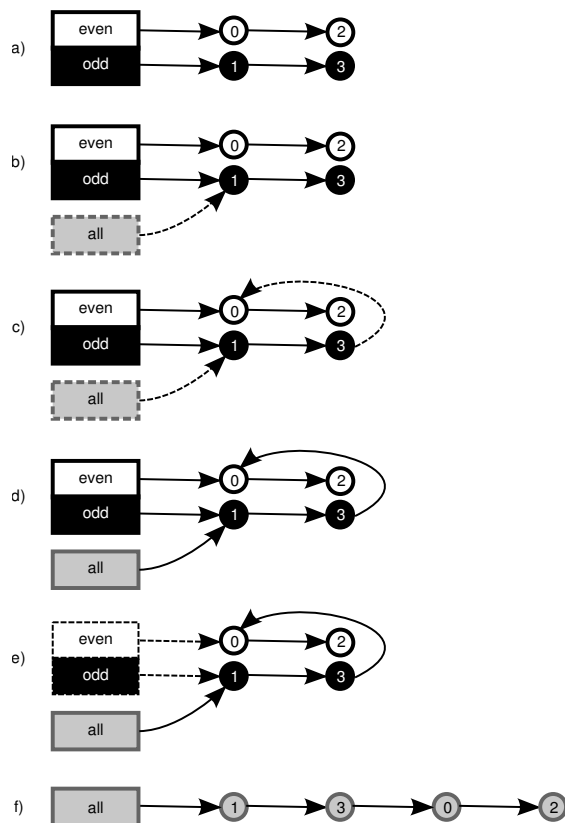 even 0 2
a)
odd 1 3
even 0 2
b)
odd 1 3
all
even 0 2
c)
odd 1 3
all
even 0 2
d)
odd 1 3
all
even 0 2
e)
odd 1 3
all
f) all 1 3 0 2